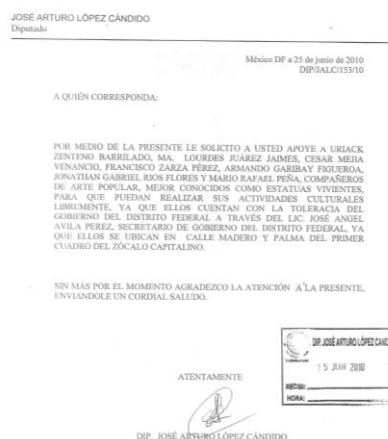 JOSÉ ARTURO LÓPEZ CÁNDIDO
Diputado
México DF a 25 de junio de 2010
DIP/JALC/153/10
A QUIÉN CORRESPONDA:
POR MEDIO DE LA PRESENTE LE SOLICITO A USTED APOYE A URIACK
ZENTENO BARRILADO, MA. LOURDES JUÁREZ JAIMES, CESAR MEJIA
VENANCIO, FRANCISCO ZARZA PÉREZ, ARMANDO GARIBAY FIGUEROA,
JONATHAN GABRIEL RIOS FLORES Y MARIO RAFAEL PEÑA, COMPAÑEROS
DE ARTE POPULAR, MEJOR CONOCIDOS COMO ESTATUAS VIVIENTES,
PARA QUE PUEDAN REALIZAR SUS ACTIVIDADES CULTURALES
LIBREMENTE, YA QUE ELLOS CUENTAN CON LA TOLERACIA DEL
GOBIERNO DEL DISTRITO FEDERAL A TRAVÉS DEL LIC. JOSÉ ANGEL
AVILA PEREZ, SECRETARIO DE GOBIERNO DEL DISTRITO FEDERAL, YA
QUE ELLOS SE UBICAN EN CALLE MADERO Y PALMA DEL PRIMER
CUADRO DEL ZÓCALO CAPITALINO.
SIN MÁS POR EL MOMENTO AGRADEZCO LA ATENCIÓN A LA PRESENTE,
ENVIANDOLE UN CORDIAL SALUDO.
DIP. JOSÉ ARTURO LÓPEZ CÁND
5 JUN 2010
RECIBI:
HORA:
ATENTAMENTE
DIP. JOSÉ ARTURO LÓPEZ CÁNDIDO